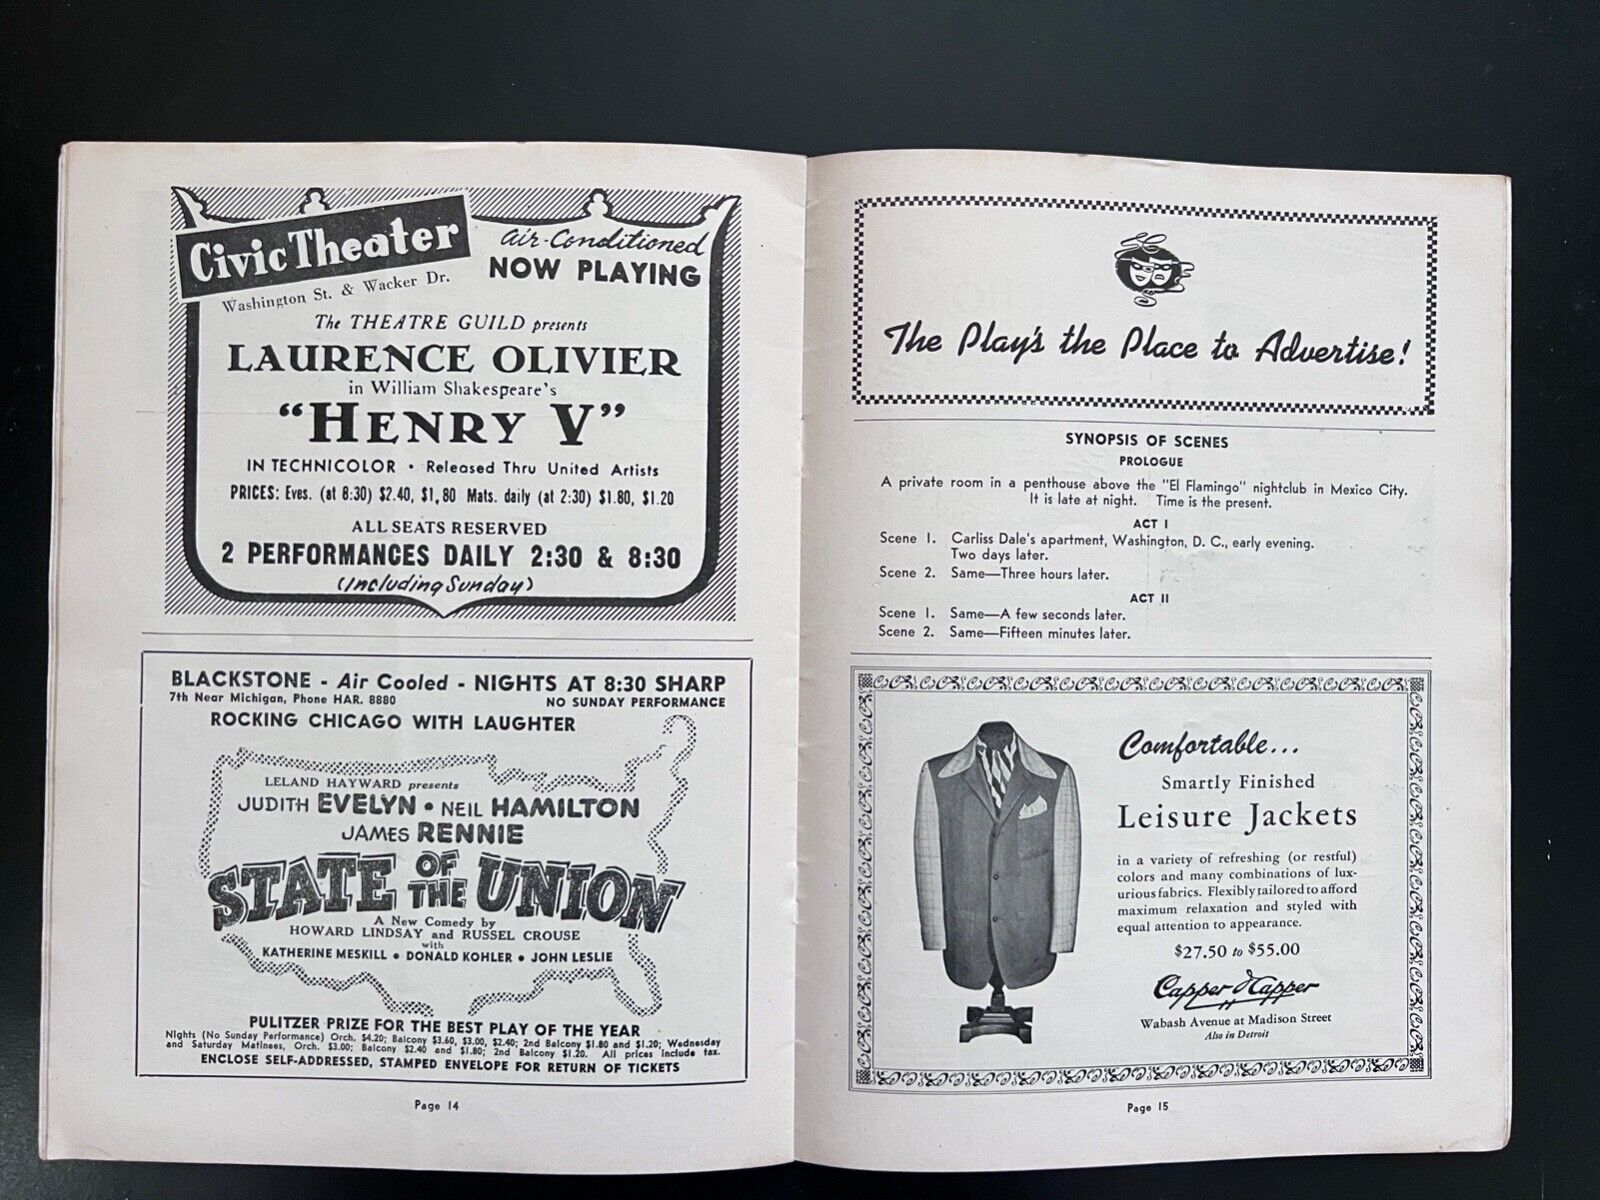 Civic Theater
Washington St. & Wacker Dr.
Air-Conditioned
NOW PLAYING
The THEATRE GUILD presents
LAURENCE OLIVIER
in William Shakespeare's
"HENRY V"
IN TECHNICOLOR • Released Thru United Artists
PRICES: Eves. (at 8:30) $2.40, $1,80 Mats. daily (at 2:30) $1.80, $1.20
ALL SEATS RESERVED
2 PERFORMANCES DAILY 2:30 & 8:30
(Including Sunday)
BLACKSTONE - Air Cooled - NIGHTS AT 8:30 SHARP
7th Near Michigan, Phone HAR. 8880 NO SUNDAY PERFORMANCE
ROCKING CHICAGO WITH LAUGHTER
LELAND HAYWARD presents
JUDITH EVELYN • NEIL HAMILTON
JAMES RENNIE
STATE OF THE UNION
A New Comedy by
HOWARD LINDSAY and RUSSEL CROUSE
with
KATHERINE MESKILL • DONALD KOHLER • JOHN LESLIE
PULITZER PRIZE FOR THE BEST PLAY OF THE YEAR
Nights (No Sunday Performance) Orch. $4.20; Balcony $3.60, $3.00, $2.40; 2nd Balcony $1.80 and $1.20; Wednesday
and Saturday Matinees, Orch. $3.00; Balcony $2.40 and $1.80; 2nd Balcony $1.20. All prices include tax.
ENCLOSE SELF-ADDRESSED, STAMPED ENVELOPE FOR RETURN OF TICKETS
Page 14
The Play's the Place to Advertise!
SYNOPSIS OF SCENES
PROLOGUE
A private room in a penthouse above the "El Flamingo" nightclub in Mexico City.
It is late at night. Time is the present.
ACT I
Scene 1. Carliss Dale's apartment, Washington, D. C., early evening.
Two days later.
Scene 2. Same—Three hours later.
ACT II
Scene 1. Same—A few seconds later.
Scene 2. Same—Fifteen minutes later.
Comfortable...
Smartly Finished
Leisure Jackets
in a variety of refreshing (or restful)
colors and many combinations of lux-
urious fabrics. Flexibly tailored to afford
maximum relaxation and styled with
equal attention to appearance.
$27.50 to $55.00
Capper & Capper
Wabash Avenue at Madison Street
Also in Detroit
Page 15